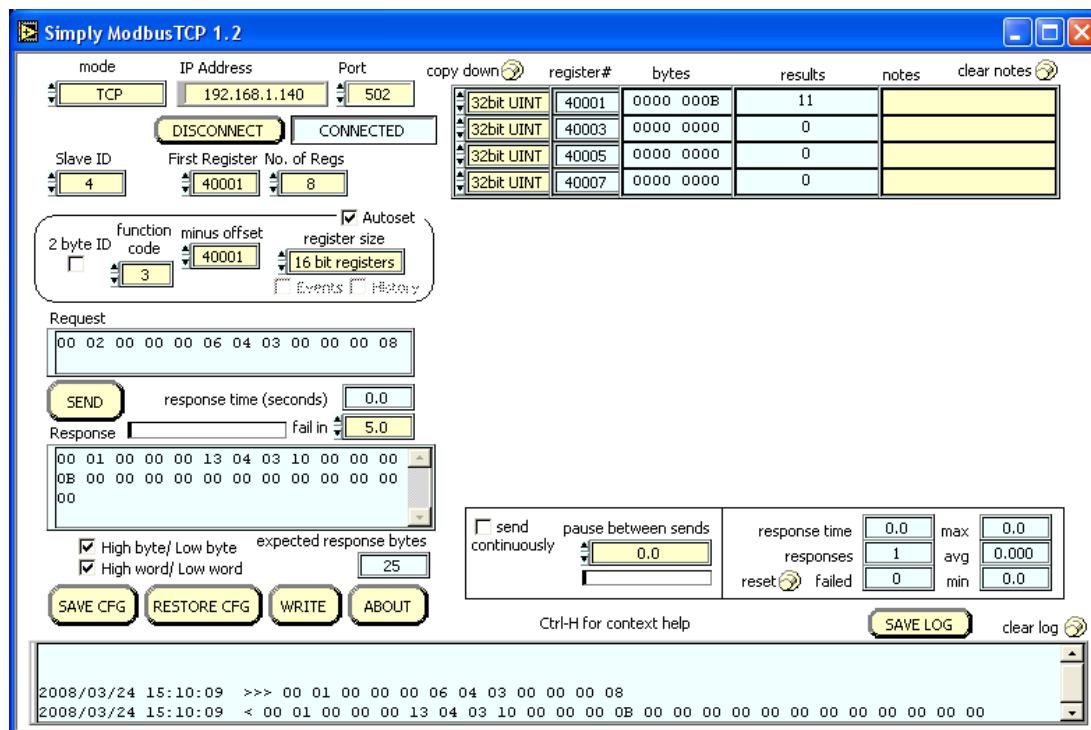 Simply ModbusTCP 1.2
mode IP Address Port
TCP 192.168.1.140 502
DISCONNECT CONNECTED
Slave ID First Register No. of Regs
4 40001 8
Autoset
2 byte ID function code minus offset register size
3 40001 16 bit registers
Events History
Request
00 02 00 00 00 06 04 03 00 00 00 08
SEND response time (seconds) 0.0
Response fail in 5.0
00 01 00 00 00 13 04 03 10 00 00 00
0B 00 00 00 00 00 00 00 00 00 00 00
00
High byte/ Low byte expected response bytes
High word/ Low word 25
SAVE CFG RESTORE CFG WRITE ABOUT
copy down register# bytes results notes clear notes
32bit UINT 40001 0000 000B 11
32bit UINT 40003 0000 0000 0
32bit UINT 40005 0000 0000 0
32bit UINT 40007 0000 0000 0
send continuously pause between sends
0.0
response time 0.0 max 0.0
responses 1 avg 0.000
reset failed 0 min 0.0
Ctrl-H for context help SAVE LOG clear log
2008/03/24 15:10:09 >>> 00 01 00 00 00 06 04 03 00 00 00 08
2008/03/24 15:10:09 < 00 01 00 00 00 13 04 03 10 00 00 00 0B 00 00 00 00 00 00 00 00 00 00 00 00